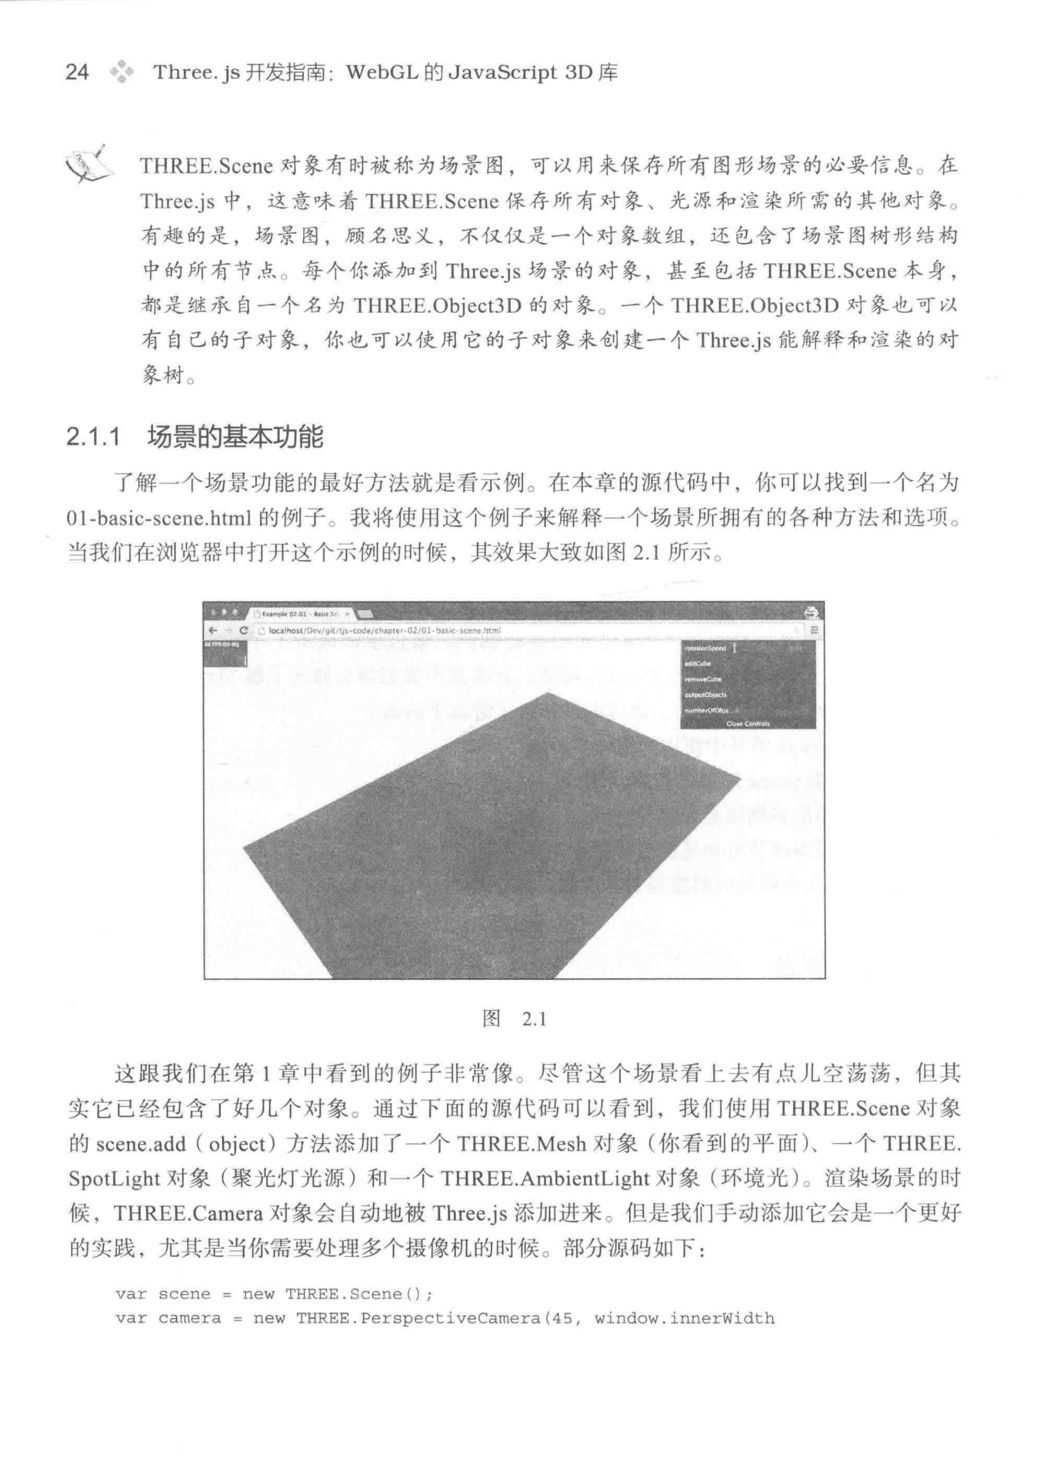 24 Three.js 开发指南：WebGL 的 JavaScript 3D 库
THREE.Scene 对象有时被称为场景图，可以用来保存所有图形场景的必要信息。在
Three.js 中，这意味着 THREE.Scene 保存所有对象、光源和渲染所需的其他对象。
有趣的是，场景图，顾名思义，不仅仅是一个对象数组，还包含了场景图树形结构
中的所有节点。每个你添加到 Three.js 场景的对象，甚至包括 THREE.Scene 本身，
都是继承自一个名为 THREE.Object3D 的对象。一个 THREE.Object3D 对象也可以
有自己的子对象，你也可以使用它的子对象来创建一个 Three.js 能解释和渲染的对
象树。
2.1.1 场景的基本功能
了解一个场景功能的最好方法就是看示例。在本章的源代码中，你可以找到一个名为
01-basic-scene.html 的例子。我将使用这个例子来解释一个场景所拥有的各种方法和选项。
当我们在浏览器中打开这个示例的时候，其效果大致如图 2.1 所示。
Example 02.01 - Basic Sc
localhost/Dev/git/tjs-code/chapter-02/01-basic-scene.html
rotationSpeed
addCube
removeCube
outputObjects
numberOfObje
Close Controls
图 2.1
这跟我们在第 1 章中看到的例子非常像。尽管这个场景看上去有点儿空荡荡，但其
实它已经包含了好几个对象。通过下面的源代码可以看到，我们使用 THREE.Scene 对象
的 scene.add（object）方法添加了一个 THREE.Mesh 对象（你看到的平面）、一个 THREE.
SpotLight 对象（聚光灯光源）和一个 THREE.AmbientLight 对象（环境光）。渲染场景的时
候，THREE.Camera 对象会自动地被 Three.js 添加进来。但是我们手动添加它会是一个更好
的实践，尤其是当你需要处理多个摄像机的时候。部分源码如下：
var scene = new THREE.Scene();
var camera = new THREE.PerspectiveCamera(45, window.innerWidth